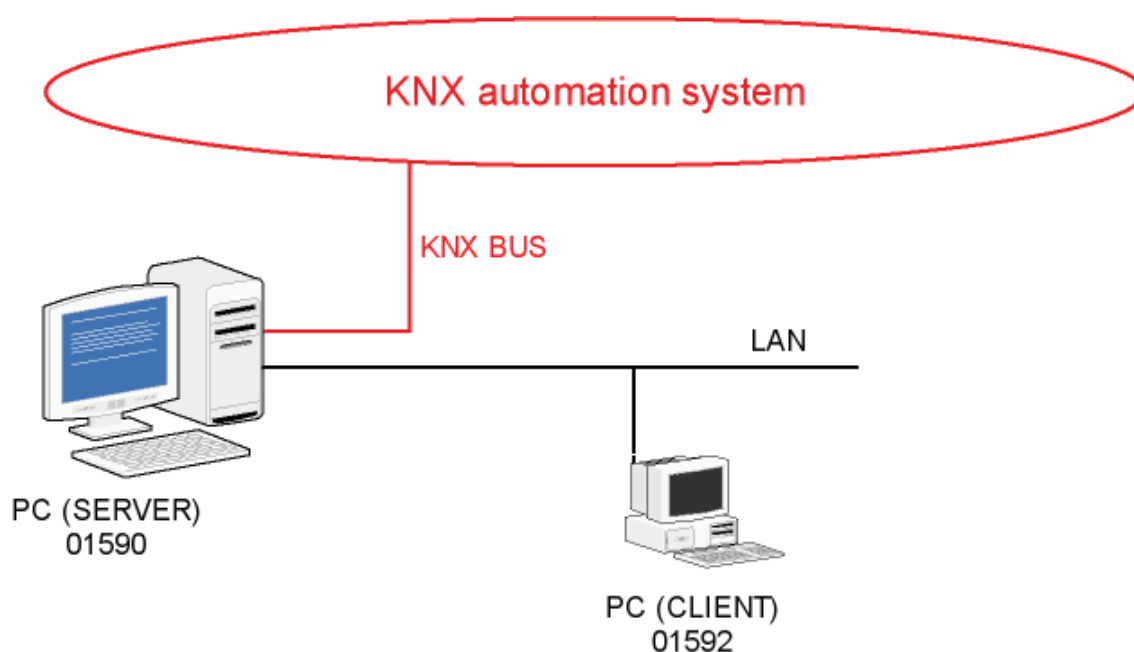 KNX automation system
KNX BUS
LAN
PC (SERVER)
01590
PC (CLIENT)
01592